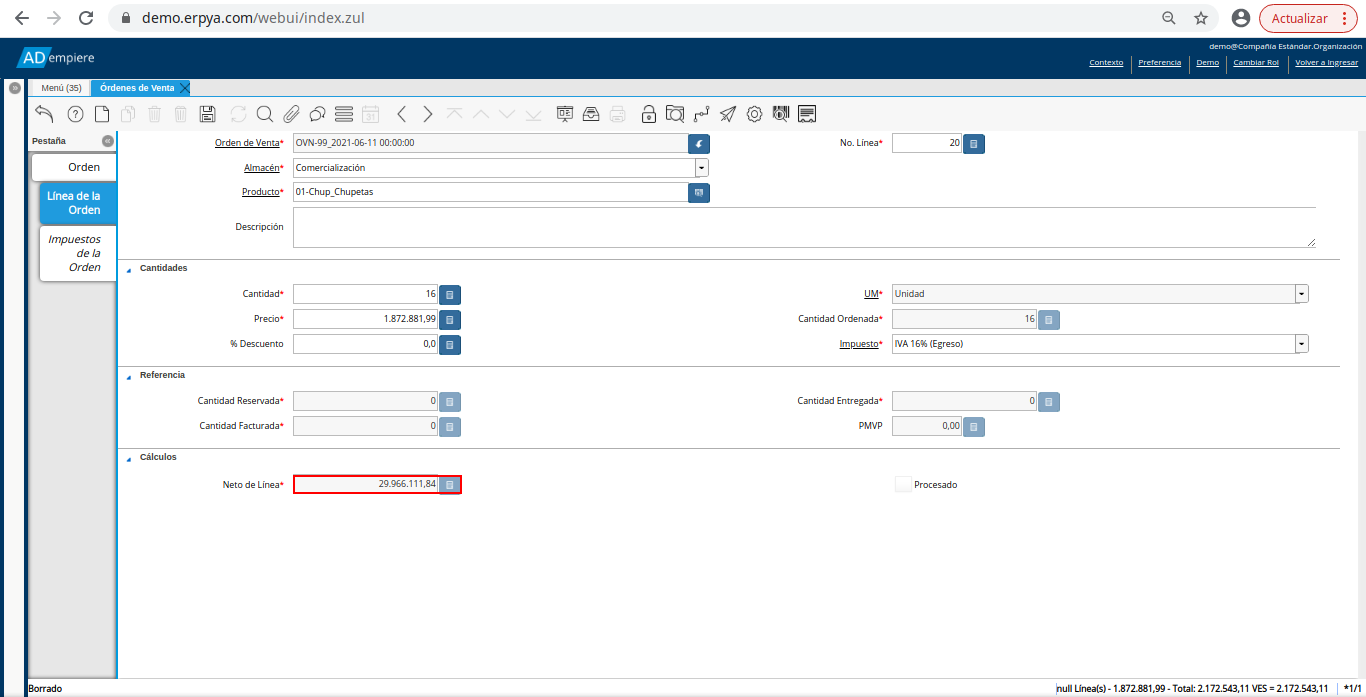 demo.erpya.com/webui/index.zul
Actualizar
ADempiere
demo@Compañía Estándar.Organización
Contexto Preferencia Demo Cambiar Rol Volver a Ingresar
Menú (35) Órdenes de Venta
31
Pestaña
Orden
Línea de la
Orden
Impuestos
de la
Orden
Orden de Venta* OVN-99_2021-06-11 00:00:00 No. Línea* 20
Almacén* Comercialización
Producto* 01-Chup_Chupetas
Descripción
Cantidades
Cantidad* 16 UM* Unidad
Precio* 1.872.881,99 Cantidad Ordenada* 16
% Descuento 0,0 Impuesto* IVA 16% (Egreso)
Referencia
Cantidad Reservada* 0 Cantidad Entregada* 0
Cantidad Facturada* 0 PMVP 0,00
Cálculos
Neto de Línea* 29.966.111,84 Procesado
Borrado null Línea(s) - 1.872.881,99 - Total: 2.172.543,11 VES = 2.172.543,11 *1/1